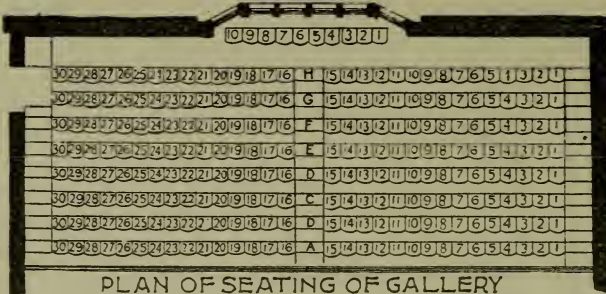 10 9 8 7 6 5 4 3 2 1
30 29 28 27 26 25 24 23 23 22 21 20 19 18 17 16 H 15 14 13 12 11 10 9 8 7 6 5 4 3 2 1
30 29 28 27 26 25 24 23 22 21 20 19 18 17 16 G 15 14 13 12 11 10 9 8 7 6 5 4 3 2 1
30 29 28 27 26 25 24 23 22 21 20 19 18 17 16 F 15 14 13 12 11 10 9 8 7 6 5 4 3 2 1
30 29 28 27 26 25 24 23 22 21 20 19 18 17 16 E 15 14 13 12 11 10 9 8 7 6 5 4 3 2 1
30 29 28 27 26 25 24 23 22 21 20 19 18 17 16 D 15 14 13 12 11 10 9 8 7 6 5 4 3 2 1
30 29 28 27 26 25 24 23 22 21 20 19 18 17 16 C 15 14 13 12 11 10 9 8 7 6 5 4 3 2 1
30 29 28 27 26 25 24 23 22 2 20 19 18 17 16 D 15 14 13 12 11 10 9 8 7 6 5 4 3 2 1
30 29 28 27 26 25 24 23 22 21 20 19 18 17 16 A 15 14 13 12 11 10 9 8 7 6 5 4 3 2 1
PLAN OF SEATING OF GALLERY